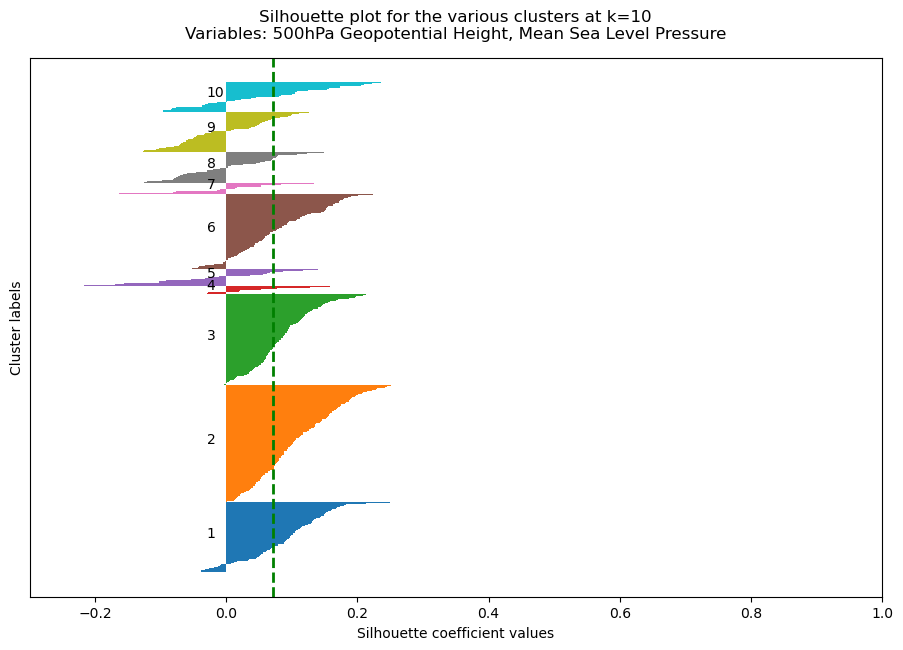 Silhouette plot for the various clusters at k=10
Variables: 500hPa Geopotential Height, Mean Sea Level Pressure
Cluster labels
10
9
8
7
6
5
4
3
2
1
−0.2 0.0 0.2 0.4 0.6 0.8 1.0
Silhouette coefficient values